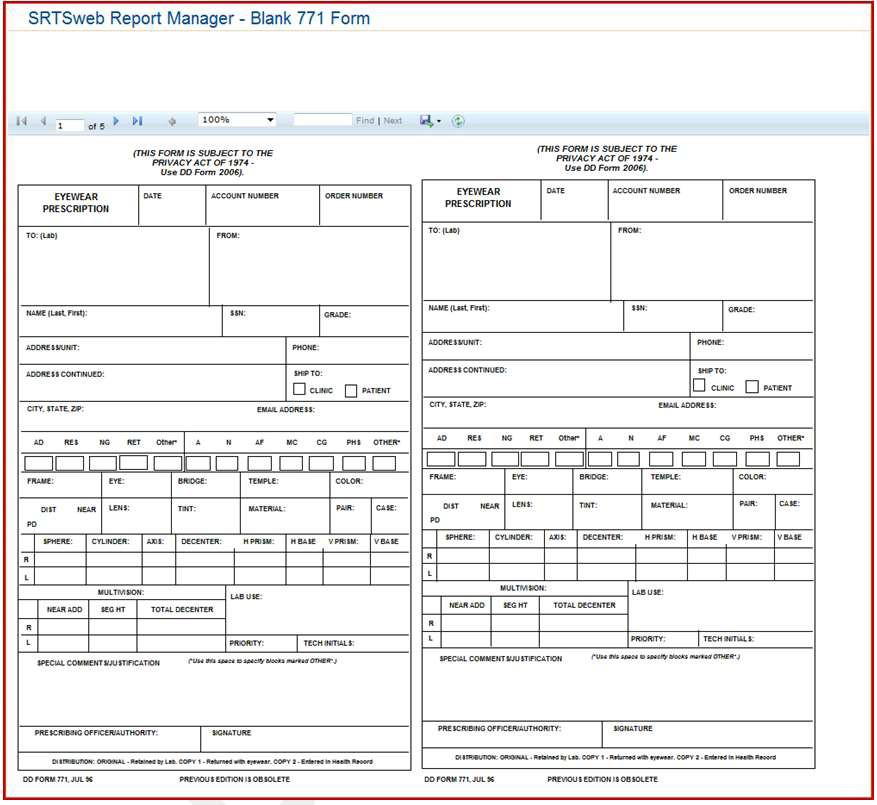 SRTSweb Report Manager - Blank 771 Form
1 of 5 100% Find | Next
(THIS FORM IS SUBJECT TO THE
PRIVACY ACT OF 1974 -
Use DD Form 2006).
EYEWEAR
PRESCRIPTION
DATE ACCOUNT NUMBER ORDER NUMBER
TO: (Lab) FROM:
NAME (Last, First): SSN: GRADE:
ADDRESS/UNIT: PHONE:
ADDRESS CONTINUED: SHIP TO:
CLINIC PATIENT
CITY, STATE, ZIP: EMAIL ADDRESS:
AD RES NG RET Other* A N AF MC CG PHS OTHER*
FRAME: EYE: BRIDGE: TEMPLE: COLOR:
DIST NEAR LENS: TINT: MATERIAL: PAIR: CASE:
PD
SPHERE: CYLINDER: AXIS: DECENTER: H PRISM: H BASE V PRISM: V BASE
R
L
MULTIVISION: LAB USE:
NEAR ADD SEG HT TOTAL DECENTER
R
L PRIORITY: TECH INITIALS:
SPECIAL COMMENTS/JUSTIFICATION (*Use this space to specify blocks marked OTHER*.)
PRESCRIBING OFFICER/AUTHORITY: SIGNATURE
DISTRIBUTION: ORIGINAL - Retained by Lab. COPY 1 - Returned with eyewear. COPY 2 - Entered in Health Record
DD FORM 771, JUL 96 PREVIOUS EDITION IS OBSOLETE
(THIS FORM IS SUBJECT TO THE
PRIVACY ACT OF 1974 -
Use DD Form 2006).
EYEWEAR
PRESCRIPTION
DATE ACCOUNT NUMBER ORDER NUMBER
TO: (Lab) FROM:
NAME (Last, First): SSN: GRADE:
ADDRESS/UNIT: PHONE:
ADDRESS CONTINUED: SHIP TO:
CLINIC PATIENT
CITY, STATE, ZIP: EMAIL ADDRESS:
AD RES NG RET Other* A N AF MC CG PHS OTHER*
FRAME: EYE: BRIDGE: TEMPLE: COLOR:
DIST NEAR LENS: TINT: MATERIAL: PAIR: CASE:
PD
SPHERE: CYLINDER: AXIS: DECENTER: H PRISM: H BASE V PRISM: V BASE
R
L
MULTIVISION: LAB USE:
NEAR ADD SEG HT TOTAL DECENTER
R
L PRIORITY: TECH INITIALS:
SPECIAL COMMENTS/JUSTIFICATION (*Use this space to specify blocks marked OTHER*.)
PRESCRIBING OFFICER/AUTHORITY: SIGNATURE
DISTRIBUTION: ORIGINAL - Retained by Lab. COPY 1 - Returned with eyewear. COPY 2 - Entered in Health Record
DD FORM 771, JUL 96 PREVIOUS EDITION IS OBSOLETE